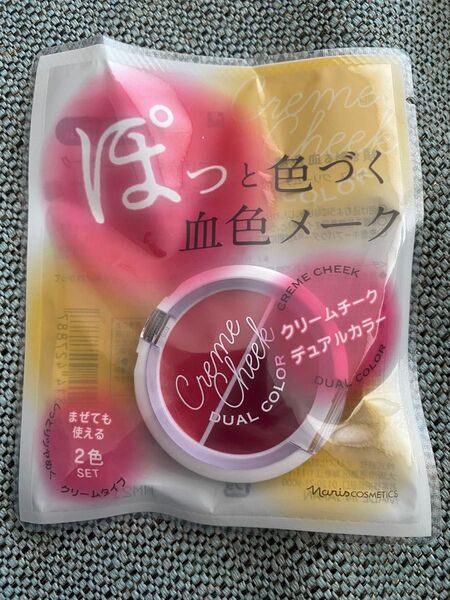 Creme
Cheek
COLOR
ぽっと色づく
血色メーク
CREME CHEEK
クリームチーク
デュアルカラー
DUAL COLOR
Creme
Cheek
DUAL COLOR
まぜても
使える
2色
SET
クリームタイプ
naris COSMETICS